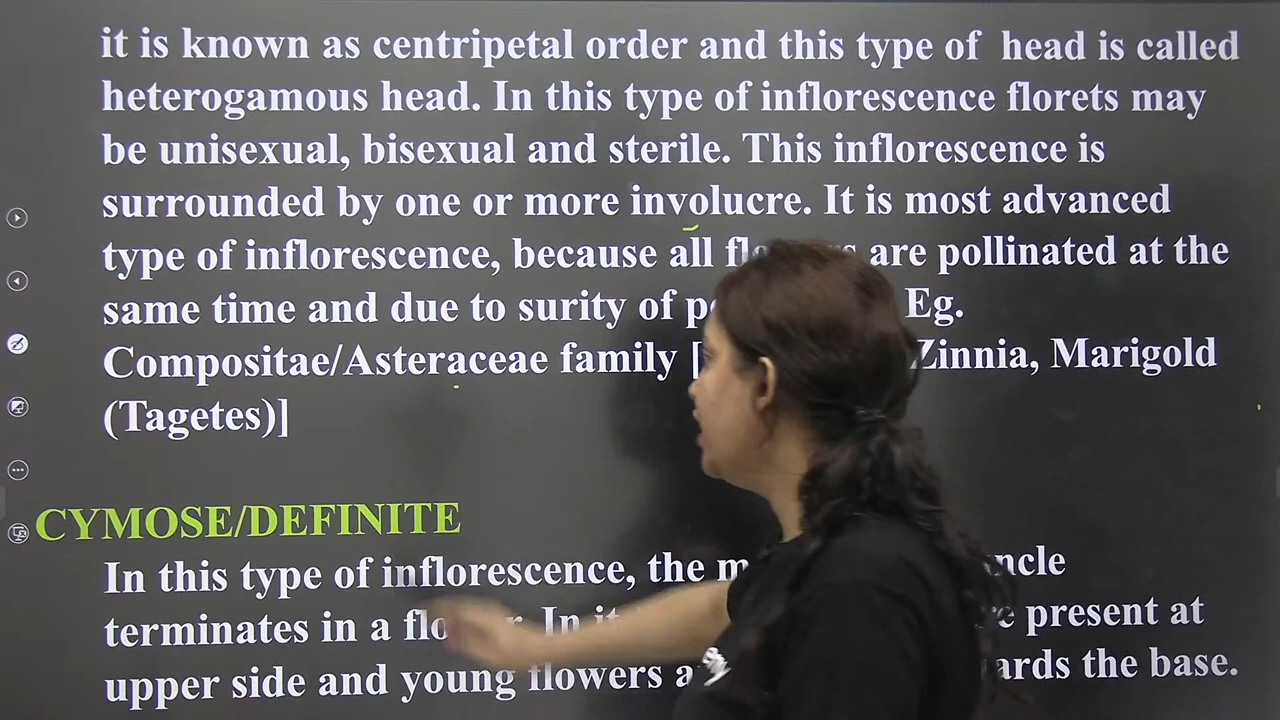 it is known as centripetal order and this type of head is called
heterogamous head. In this type of inflorescence florets may
be unisexual, bisexual and sterile. This inflorescence is
surrounded by one or more involucre. It is most advanced
type of inflorescence, because all are pollinated at the
same time and due to surity of Eg.
Compositae/Asteraceae family [ Zinnia, Marigold
(Tagetes)]
CYMOSE/DEFINITE
In this type of inflorescence, the
terminates in a In present at
upper side and young flowers the base.